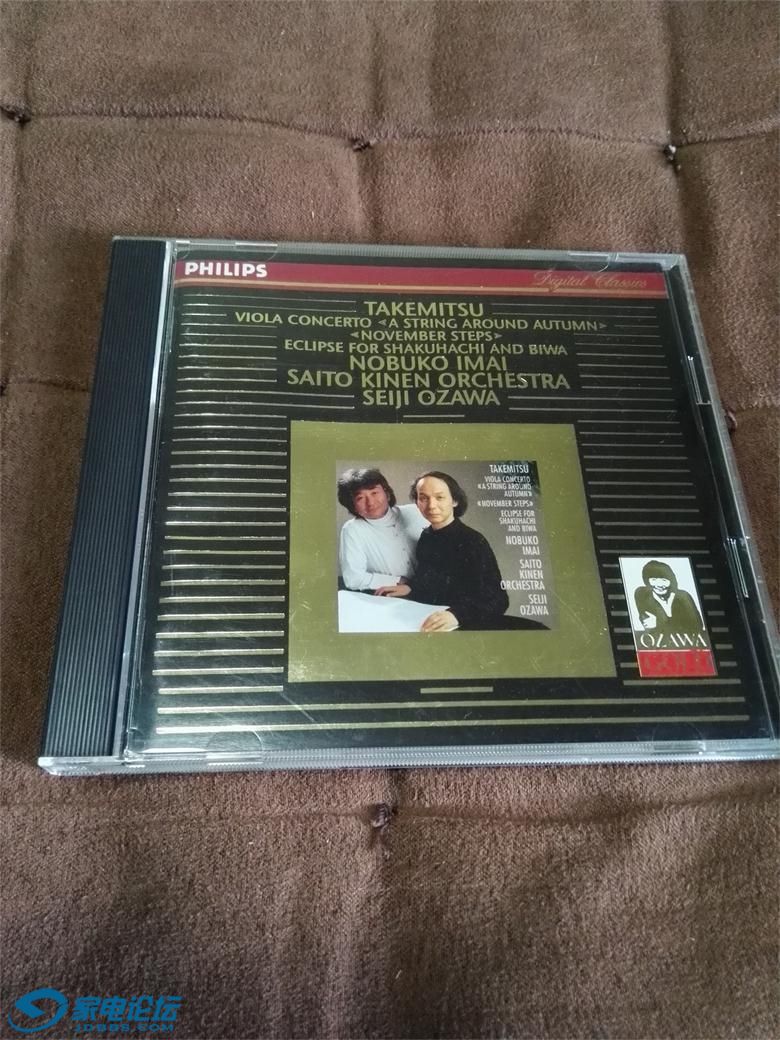 PHILIPS
Digital Classics
TAKEMITSU
VIOLA CONCERTO «A STRING AROUND AUTUMN»
«NOVEMBER STEPS»
ECLIPSE FOR SHAKUHACHI AND BIWA
NOBUKO IMAI
SAITO KINEN ORCHESTRA
SEIJI OZAWA
TAKEMITSU
VIOLA CONCERTO
«A STRING AROUND
AUTUMN»
«NOVEMBER STEPS»
ECLIPSE FOR
SHAKUHACHI
AND BIWA
NOBUKO
IMAI
SAITO
KINEN
ORCHESTRA
SEIJI
OZAWA
OZAWA
GOLD
家电论坛
JDBBS.COM